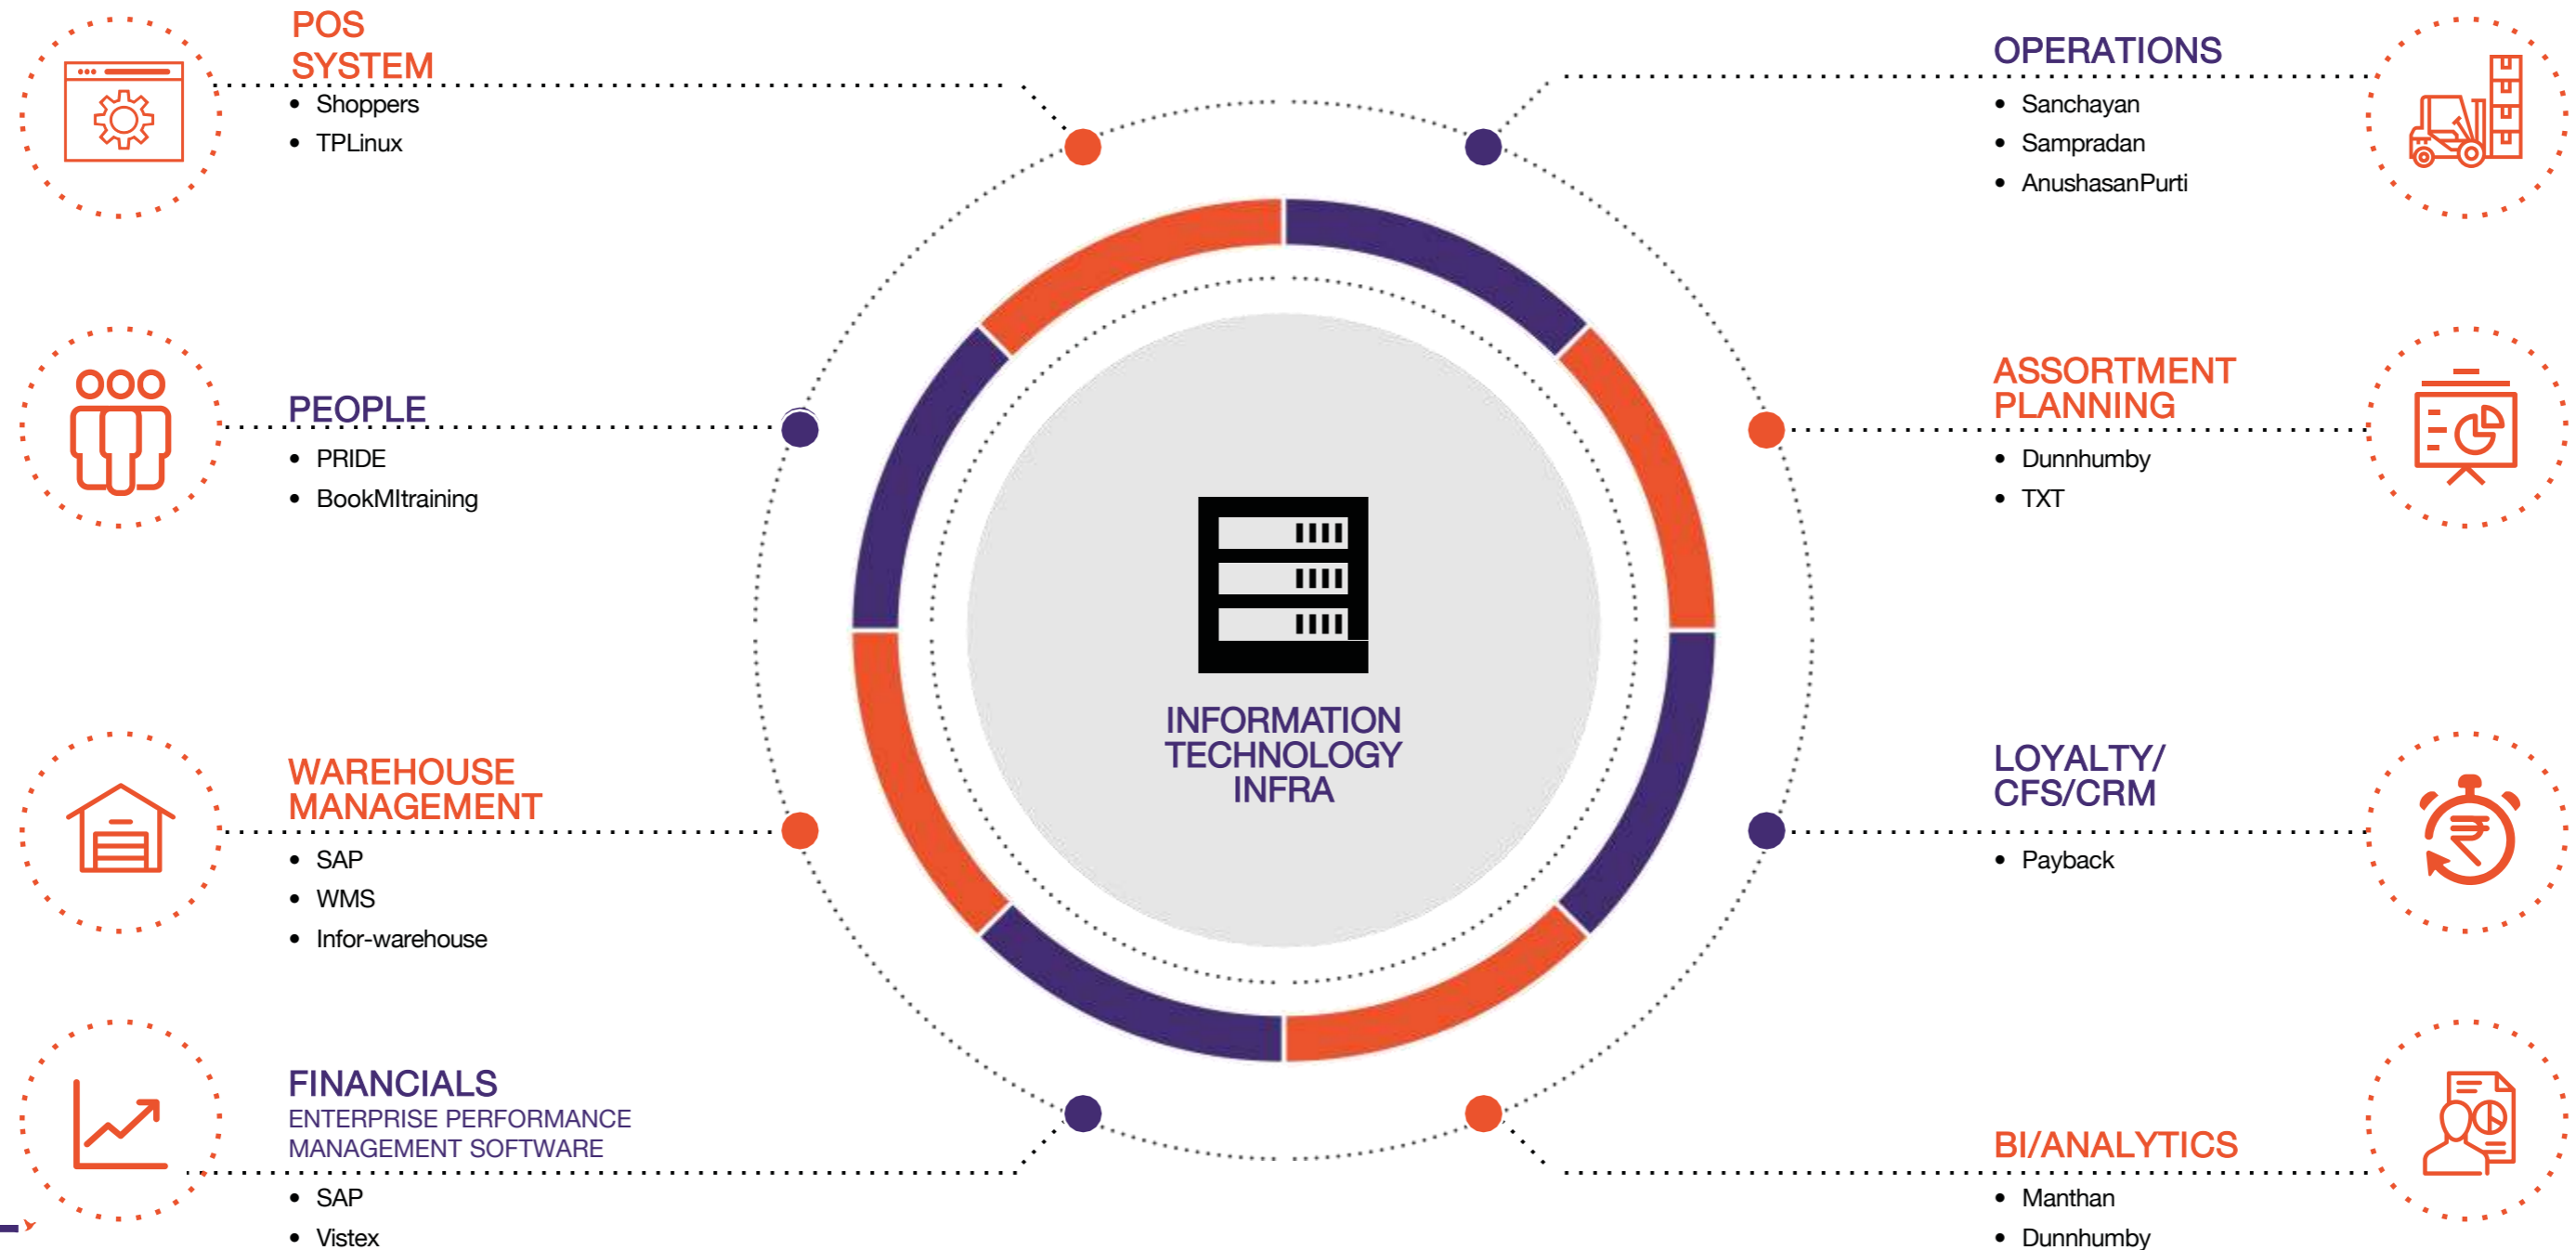 POS
SYSTEM
• Shoppers
• TPLinux
PEOPLE
• PRIDE
• BookMItraining
WAREHOUSE
MANAGEMENT
• SAP
• WMS
• Infor-warehouse
FINANCIALS
ENTERPRISE PERFORMANCE
MANAGEMENT SOFTWARE
• SAP
• Vistex
INFORMATION
TECHNOLOGY
INFRA
OPERATIONS
• Sanchayan
• Sampradan
• AnushasanPurti
ASSORTMENT
PLANNING
• Dunnhumby
• TXT
LOYALTY/
CFS/CRM
• Payback
₹
BI/ANALYTICS
• Manthan
• Dunnhumby